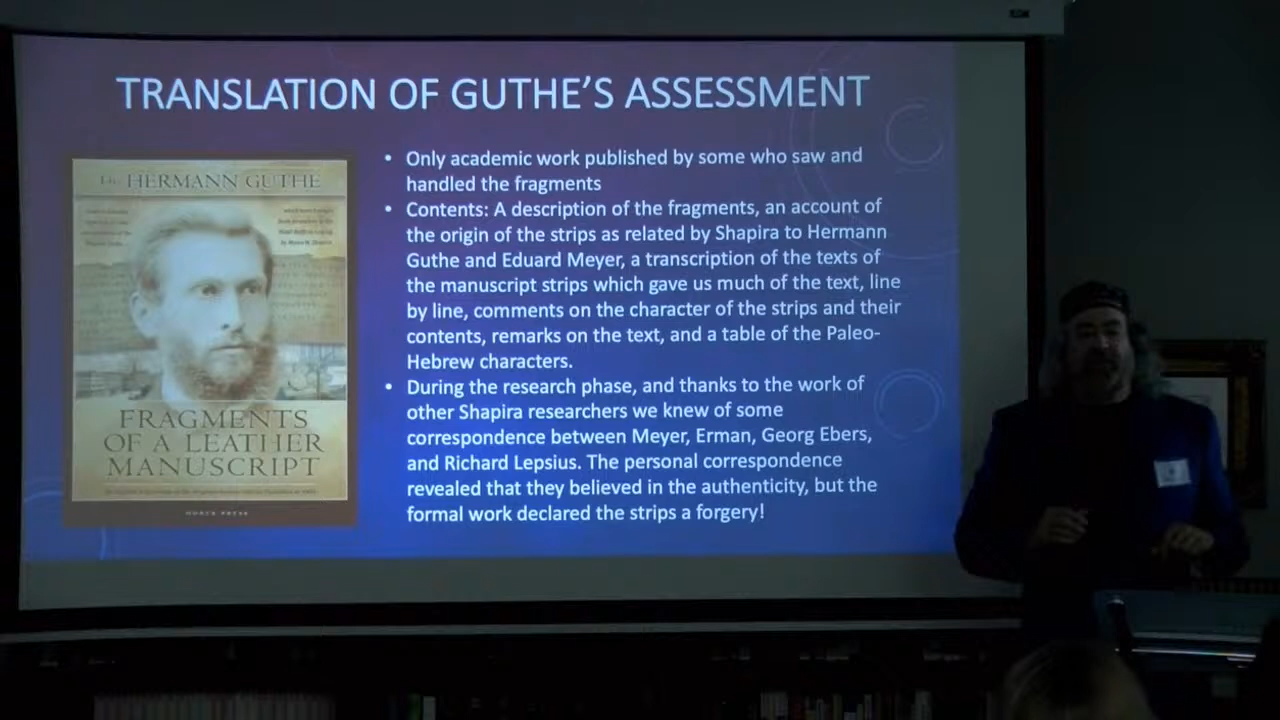 TRANSLATION OF GUTHE'S ASSESSMENT
DR. HERMANN GUTHE
FRAGMENTS
OF A LEATHER
MANUSCRIPT
HOREB PRESS
• Only academic work published by some who saw and
handled the fragments
• Contents: A description of the fragments, an account of
the origin of the strips as related by Shapira to Hermann
Guthe and Eduard Meyer, a transcription of the texts of
the manuscript strips which gave us much of the text, line
by line, comments on the character of the strips and their
contents, remarks on the text, and a table of the Paleo-
Hebrew characters.
• During the research phase, and thanks to the work of
other Shapira researchers we knew of some
correspondence between Meyer, Erman, Georg Ebers,
and Richard Lepsius. The personal correspondence
revealed that they believed in the authenticity, but the
formal work declared the strips a forgery!